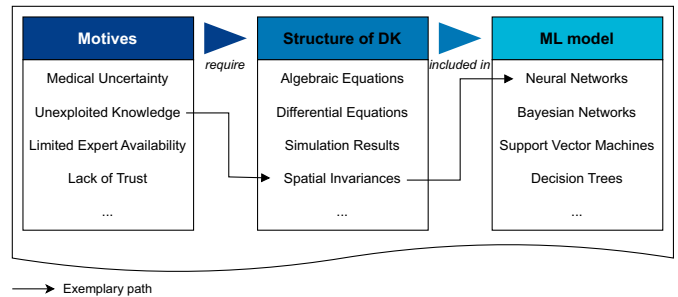 Motives
require
Structure of DK
included in
ML model
Medical Uncertainty
Unexploited Knowledge
Limited Expert Availability
Lack of Trust
...
Algebraic Equations
Differential Equations
Simulation Results
Spatial Invariances
...
Neural Networks
Bayesian Networks
Support Vector Machines
Decision Trees
...
Exemplary path